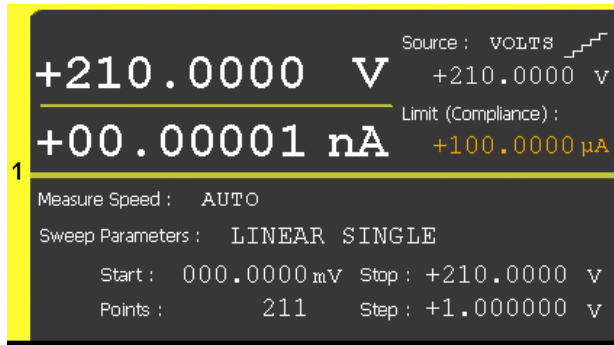 +210.0000 V
Source : VOLTS
+210.0000 V
+00.00001 nA
Limit (Compliance) :
+100.0000 µA
1
Measure Speed : AUTO
Sweep Parameters : LINEAR SINGLE
Start : 000.0000 mV Stop : +210.0000 V
Points : 211 Step : +1.000000 V